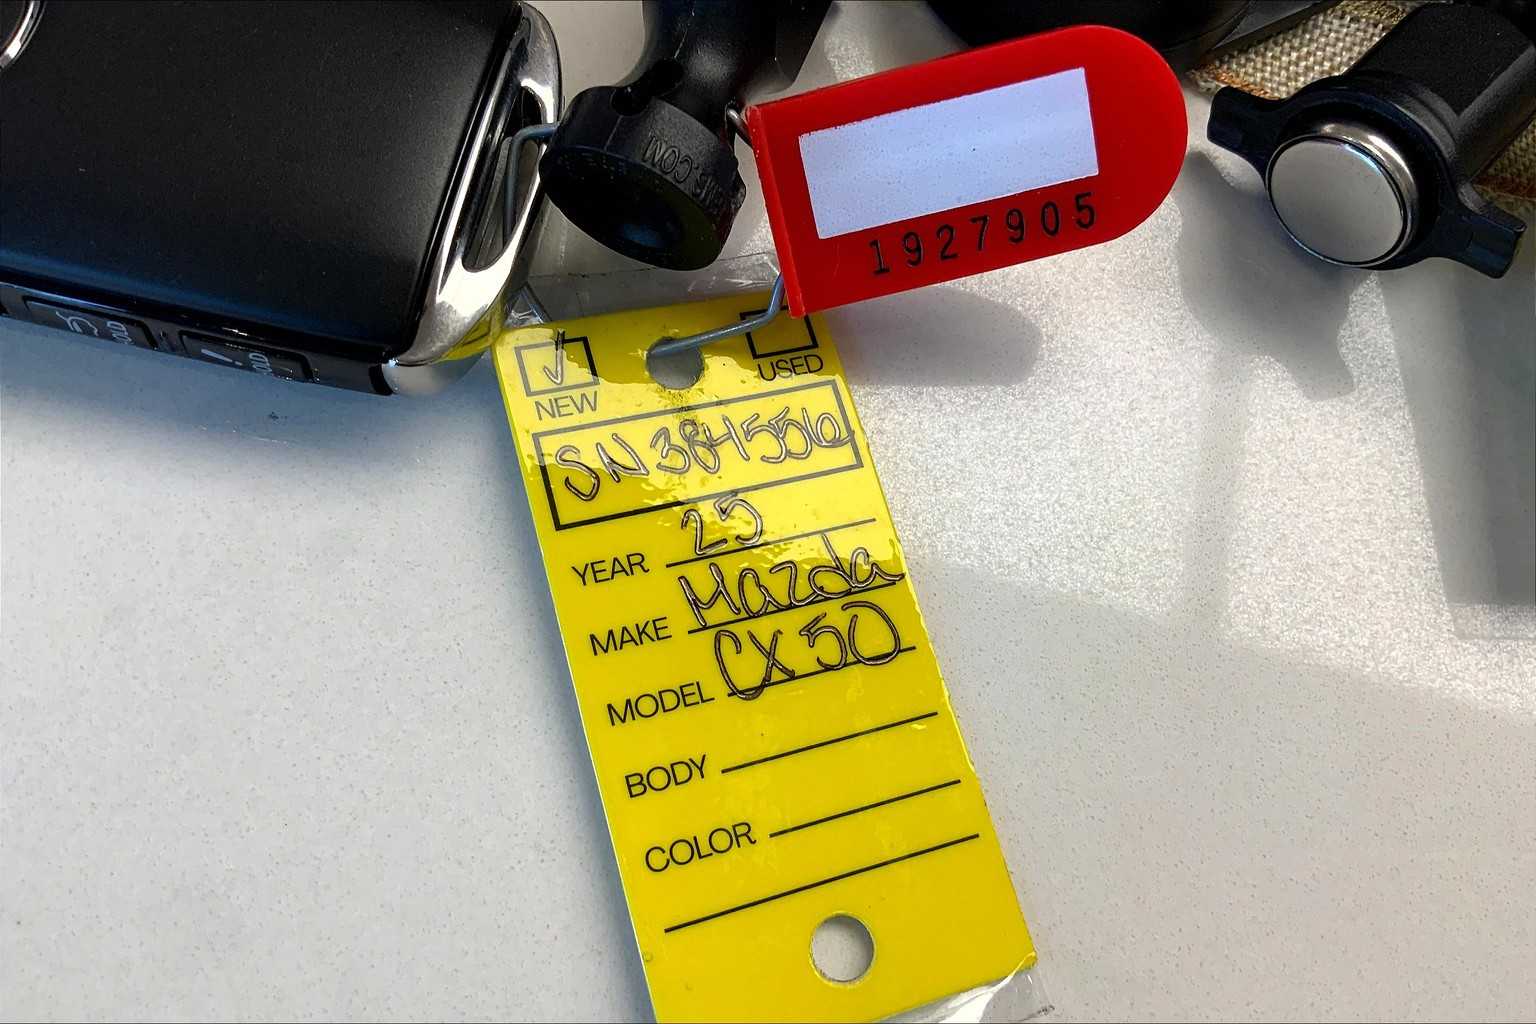 1927905
NEW
USED
SN384556
YEAR 25
MAKE Mazda
MODEL CX50
BODY
COLOR